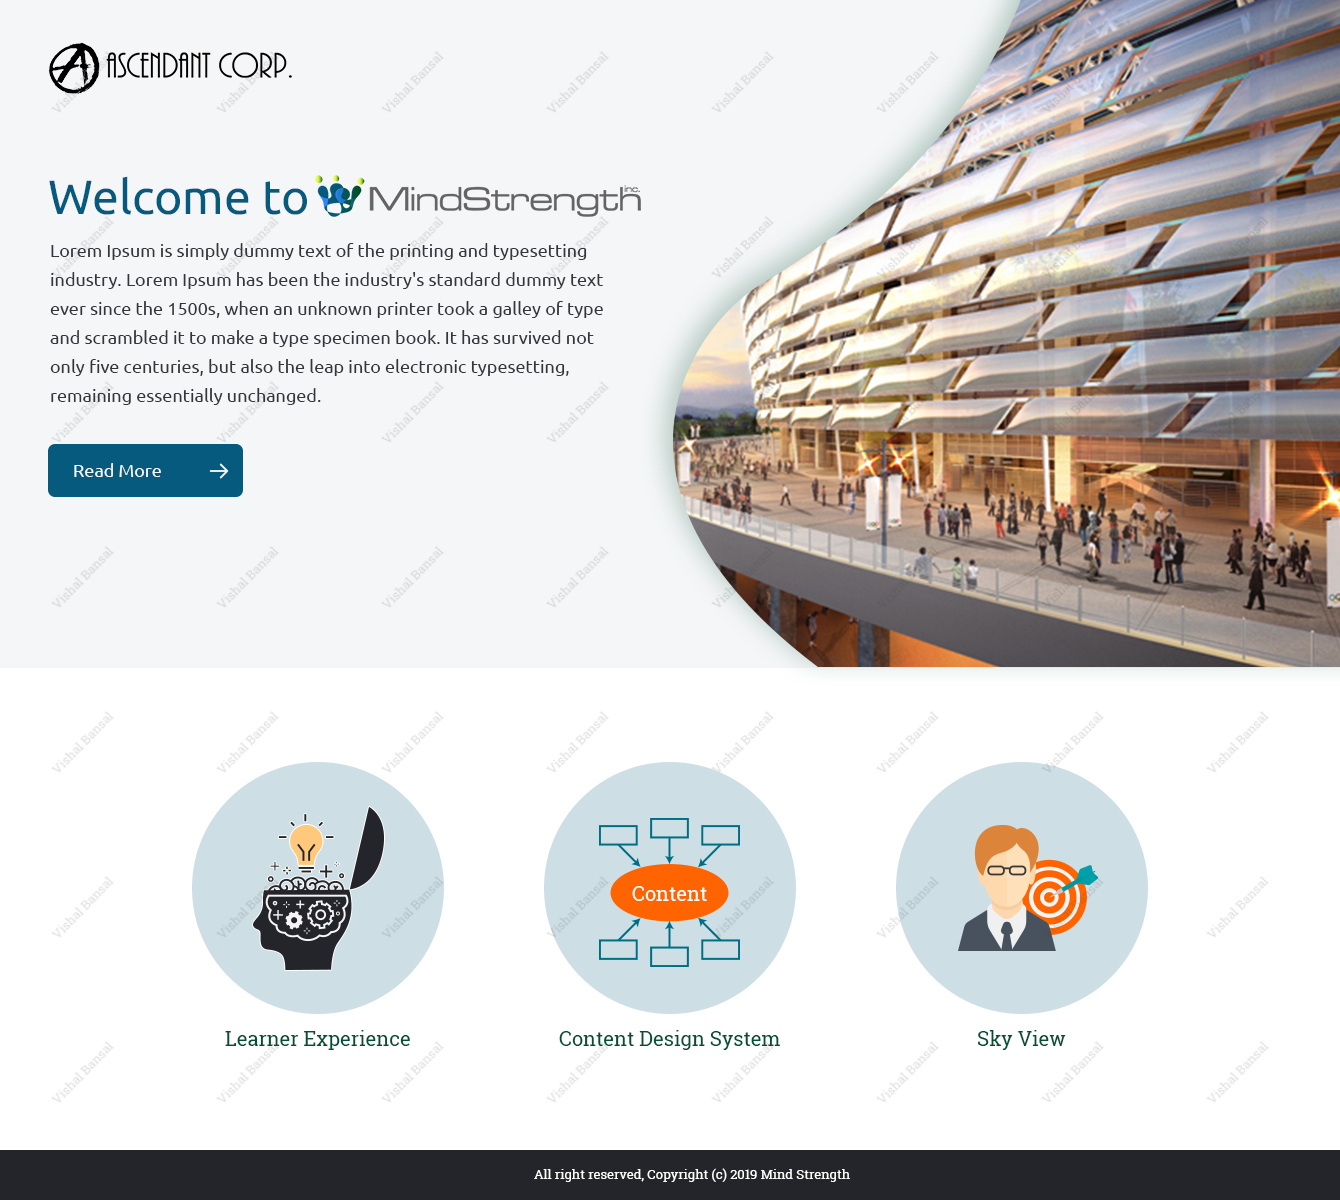 ASCENDANT CORP.
Welcome to MindStrength inc.
Lorem Ipsum is simply dummy text of the printing and typesetting
industry. Lorem Ipsum has been the industry's standard dummy text
ever since the 1500s, when an unknown printer took a galley of type
and scrambled it to make a type specimen book. It has survived not
only five centuries, but also the leap into electronic typesetting,
remaining essentially unchanged.
Read More
Content
Learner Experience
Content Design System
Sky View
All right reserved, Copyright (c) 2019 Mind Strength
Vishal Bansal